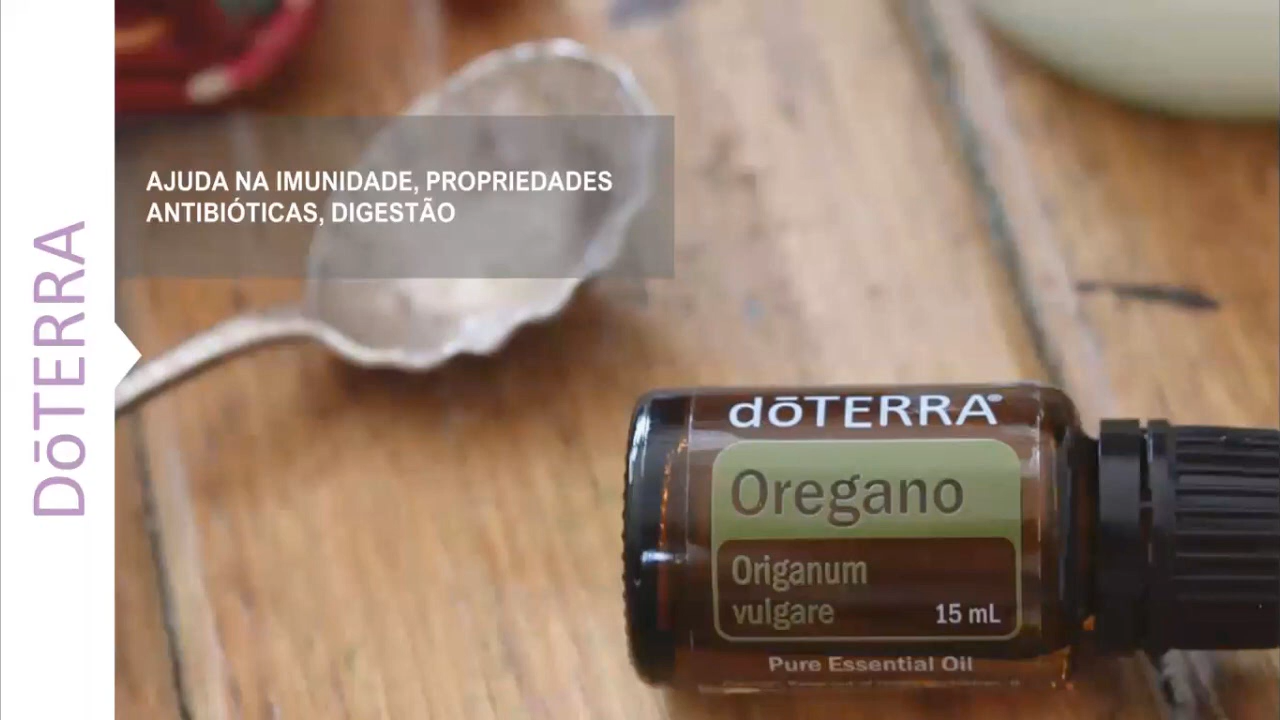 DōTERRA
AJUDA NA IMUNIDADE, PROPRIEDADES
ANTIBIÓTICAS, DIGESTÃO
dōTERRA®
Oregano
Origanum
vulgare
15 mL
Pure Essential Oil